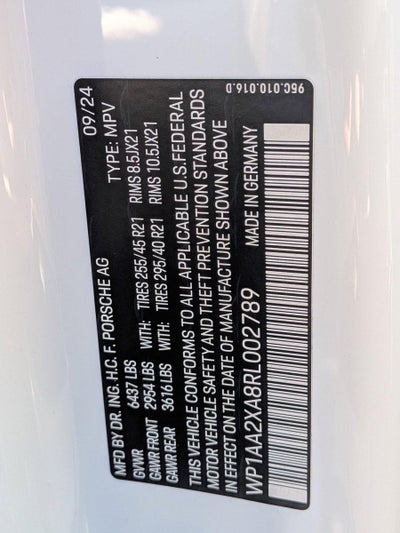 MFD BY DR. ING. H.C. F. PORSCHE AG 09/24
GVWR 6437 LBS TYPE: MPV
GAWR FRONT 2954 LBS WITH: TIRES 255/45 R21 RIMS 8.5JX21
GAWR REAR 3616 LBS WITH: TIRES 295/40 R21 RIMS 10.5JX21
THIS VEHICLE CONFORMS TO ALL APPLICABLE U.S. FEDERAL
MOTOR VEHICLE SAFETY AND THEFT PREVENTION STANDARDS
IN EFFECT ON THE DATE OF MANUFACTURE SHOWN ABOVE
WP1AA2XA8RL002789 MADE IN GERMANY
95C.010.016.D